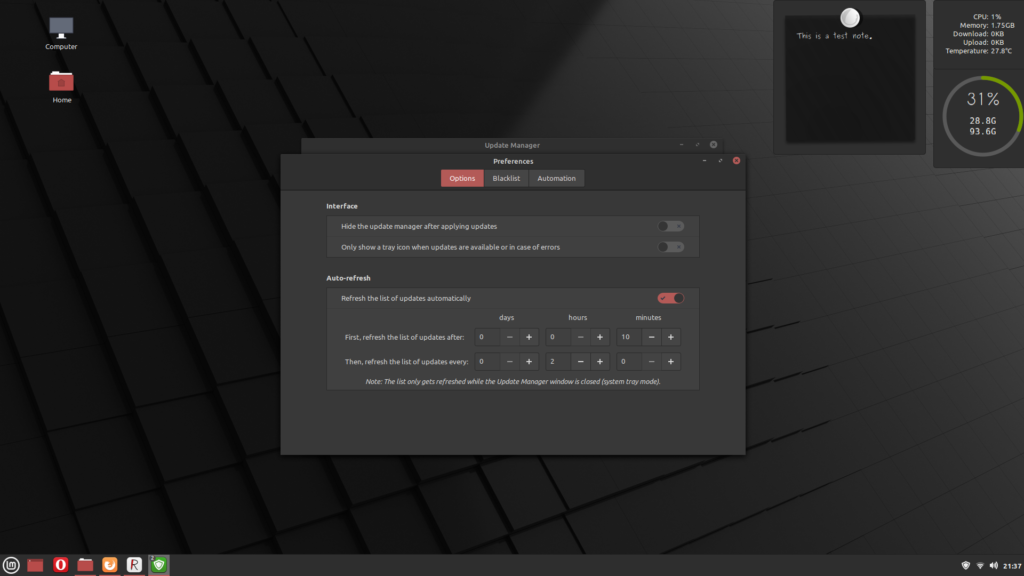 Computer
Home
This is a test note.
CPU: 1%
Memory: 1.75GB
Download: 0KB
Upload: 0KB
Temperature: 27.8°C
31%
28.8G
93.6G
Update Manager
Preferences
Options Blacklist Automation
Interface
Hide the update manager after applying updates
Only show a tray icon when updates are available or in case of errors
Auto-refresh
Refresh the list of updates automatically
days hours minutes
First, refresh the list of updates after: 0 − + 0 − + 10 − +
Then, refresh the list of updates every: 0 − + 2 − + 0 − +
Note: The list only gets refreshed while the Update Manager window is closed (system tray mode).
2
21:37